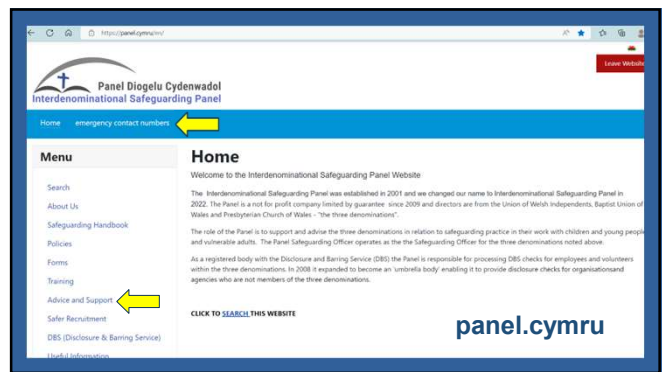 https://panel.cymru/en/
Leave Website
Panel Diogelu Cydenwadol
Interdenominational Safeguarding Panel
Home emergency contact numbers
Menu
Search
About Us
Safeguarding Handbook
Policies
Forms
Training
Advice and Support
Safer Recruitment
DBS (Disclosure & Barring Service)
Useful Information
Home
Welcome to the Interdenominational Safeguarding Panel Website
The Interdenominational Safeguarding Panel was established in 2001 and we changed our name to Interdenominational Safeguarding Panel in
2022. The Panel is a not for profit company limited by guarantee since 2009 and directors are from the Union of Welsh Independents, Baptist Union of
Wales and Presbyterian Church of Wales - "the three denominations".
The role of the Panel is to support and advise the three denominations in relation to safeguarding practice in their work with children and young people
and vulnerable adults. The Panel Safeguarding Officer operates as the the Safeguarding Officer for the three denominations noted above.
As a registered body with the Disclosure and Barring Service (DBS) the Panel is responsible for processing DBS checks for employees and volunteers
within the three denominations. In 2008 it expanded to become an 'umbrella body' enabling it to provide disclosure checks for organisationsand
agencies who are not members of the three denominations.
CLICK TO SEARCH THIS WEBSITE
panel.cymru